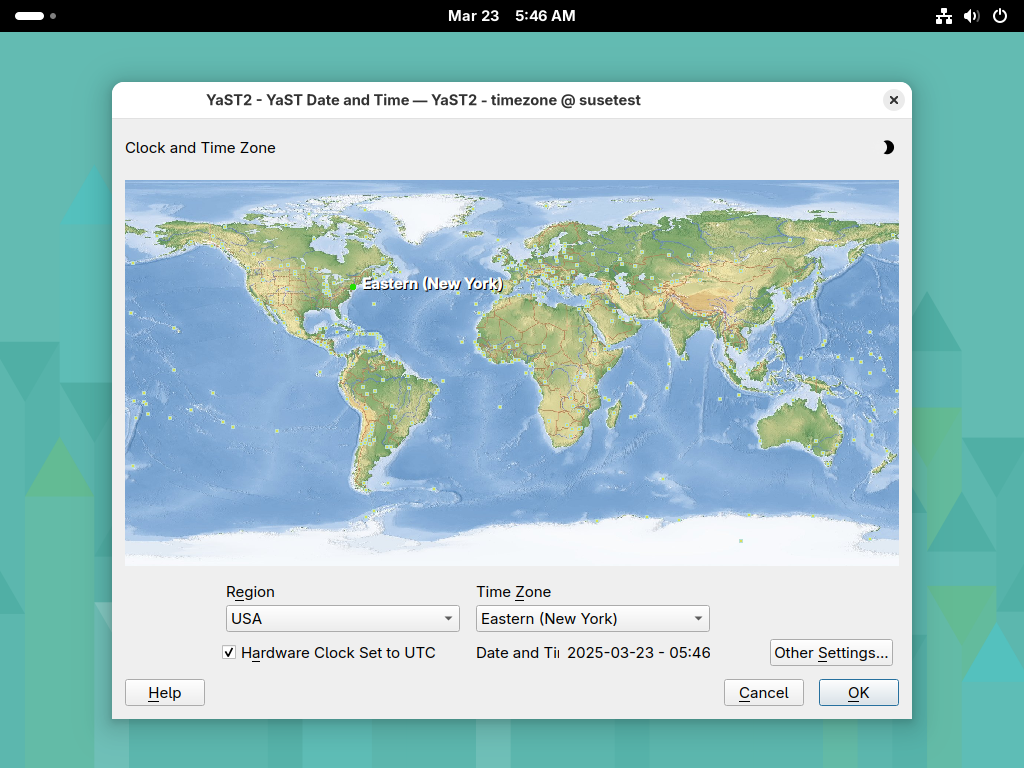 Mar 23 5:46 AM
YaST2 - YaST Date and Time — YaST2 - timezone @ susetest
Clock and Time Zone
Eastern (New York)
Region
Time Zone
USA
Eastern (New York)
Hardware Clock Set to UTC
Date and Ti 2025-03-23 - 05:46
Other Settings...
Help
Cancel
OK